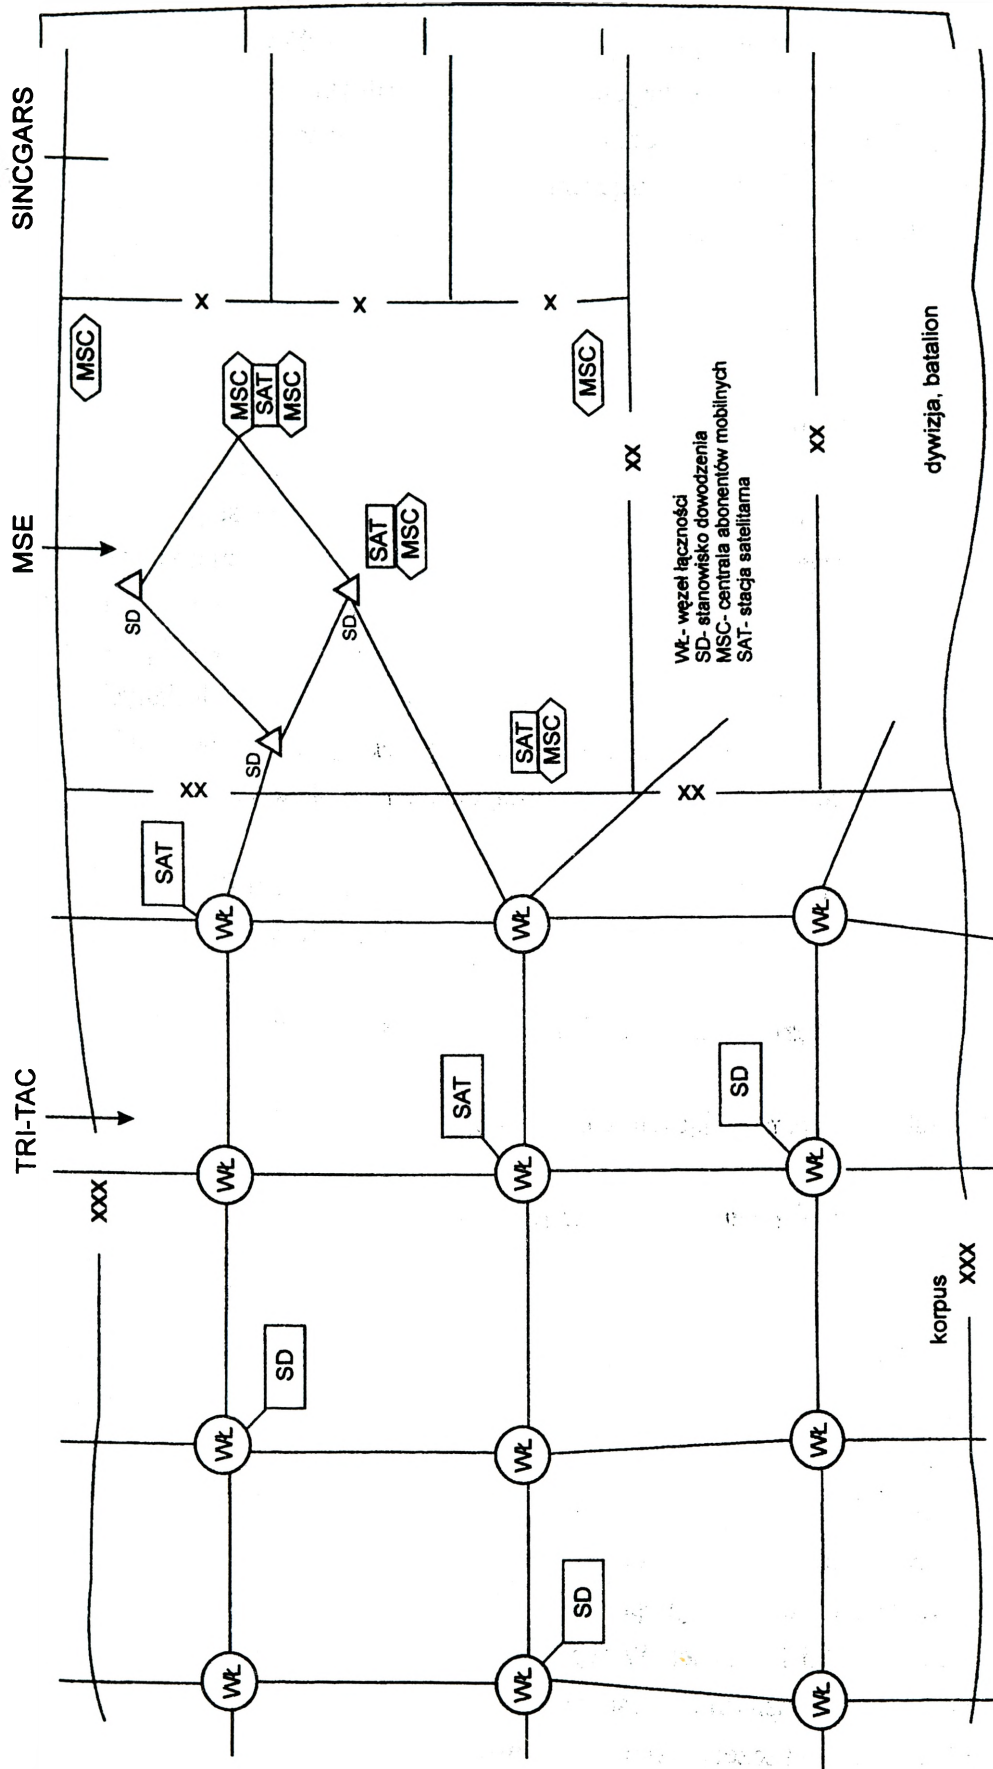 TRI-TAC
MSE
SINCGARS
MSC
XXX
SD
SAT
XX
X
WŁ
WŁ
WŁ
WŁ
SD
MSC
SAT
MSC
SD
SD
X
SAT
MSC
SAT
WŁ
WŁ
WŁ
WŁ
SAT
MSC
X
MSC
SD
XX
WŁ- węzeł łączności
SD- stanowisko dowodzenia
MSC- centrala abonentów mobilnych
SAT- stacja satelitarna
XX
SD
XX
WŁ
WŁ
WŁ
WŁ
dywizja, batalion
korpus
XXX